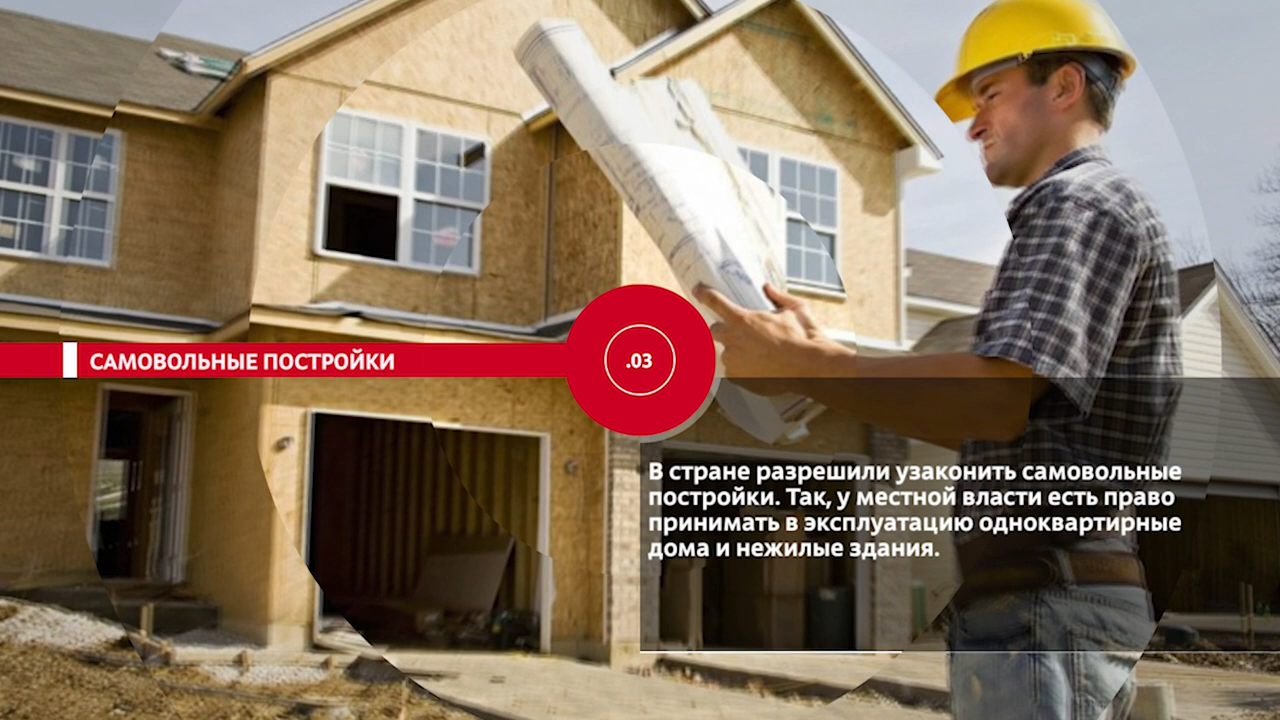 САМОВОЛЬНЫЕ ПОСТРОЙКИ
.03
В стране разрешили узаконить самовольные
постройки. Так, у местной власти есть право
принимать в эксплуатацию одноквартирные
дома и нежилые здания.